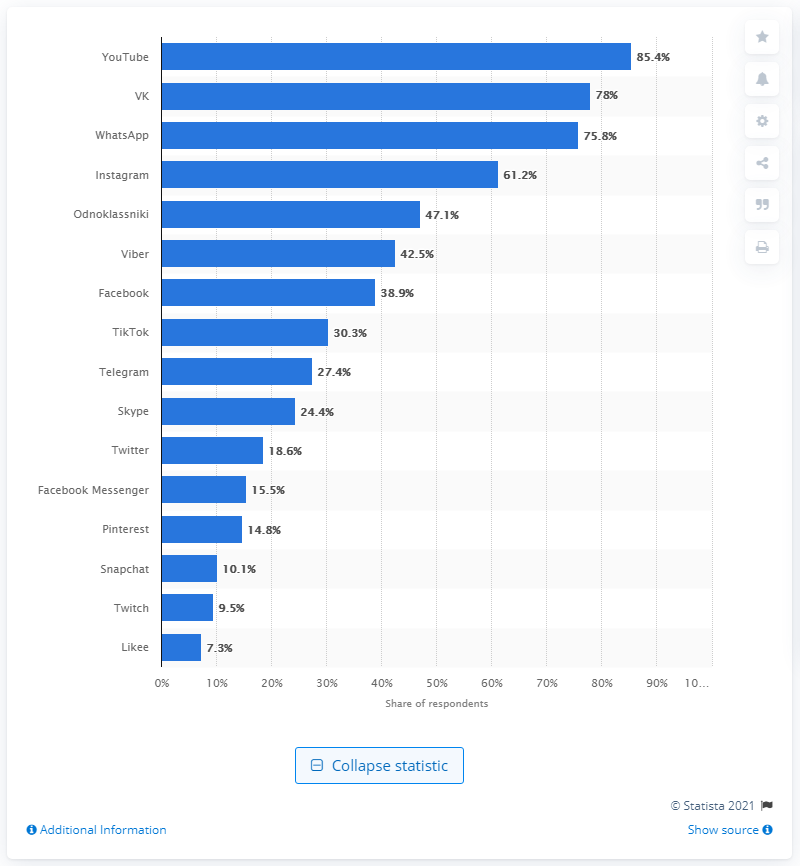 YouTube 85.4%
VK 78%
WhatsApp 75.8%
Instagram 61.2%
Odnoklassniki 47.1%
Viber 42.5%
Facebook 38.9%
TikTok 30.3%
Telegram 27.4%
Skype 24.4%
Twitter 18.6%
Facebook Messenger 15.5%
Pinterest 14.8%
Snapchat 10.1%
Twitch 9.5%
Likee 7.3%
0% 10% 20% 30% 40% 50% 60% 70% 80% 90% 10...
Share of respondents
Collapse statistic
© Statista 2021
Additional Information Show source